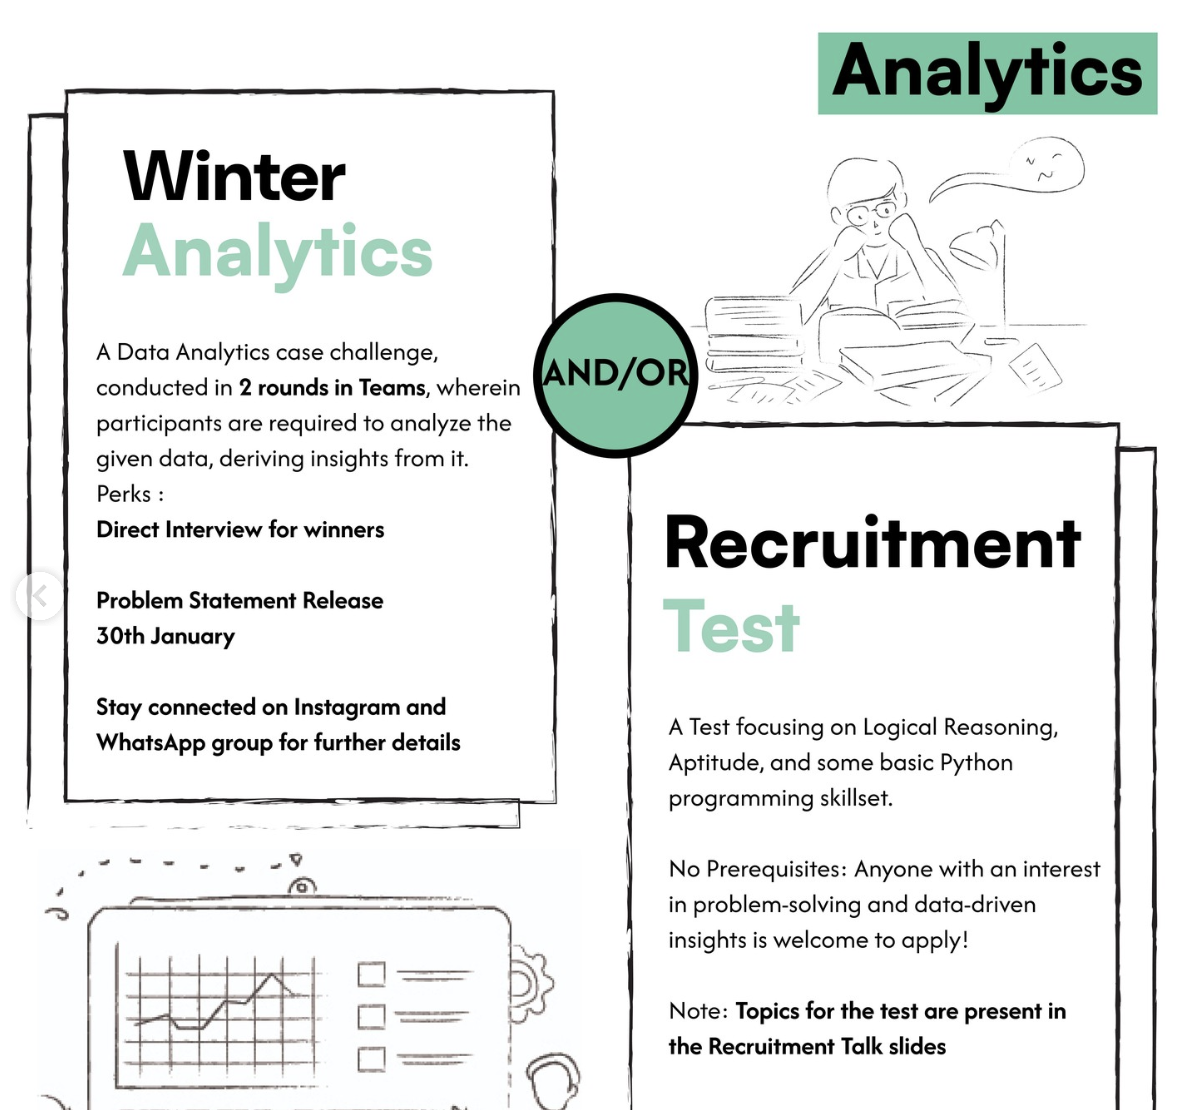 Analytics
Winter
Analytics
A Data Analytics case challenge,
conducted in 2 rounds in Teams, wherein
participants are required to analyze the
given data, deriving insights from it.
Perks :
Direct Interview for winners
Problem Statement Release
30th January
Stay connected on Instagram and
WhatsApp group for further details
AND/OR
Recruitment
Test
A Test focusing on Logical Reasoning,
Aptitude, and some basic Python
programming skillset.
No Prerequisites: Anyone with an interest
in problem-solving and data-driven
insights is welcome to apply!
Note: Topics for the test are present in
the Recruitment Talk slides